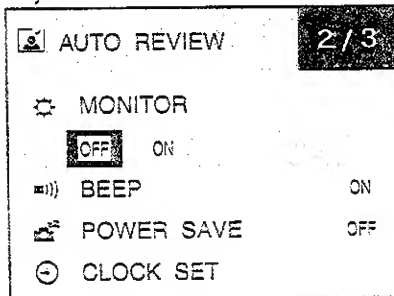 AUTO REVIEW 2/3
MONITOR
OFF ON
BEEP ON
POWER SAVE OFF
CLOCK SET